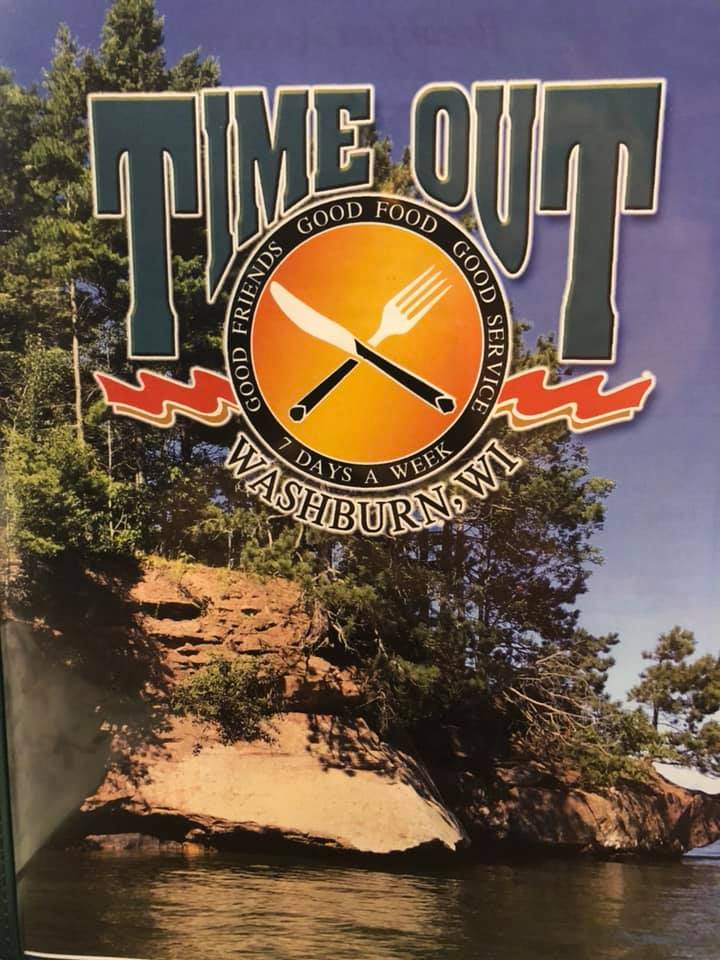 TIME OUT
GOOD FRIENDS GOOD FOOD GOOD SERVICE
7 DAYS A WEEK
WASHBURN, WI